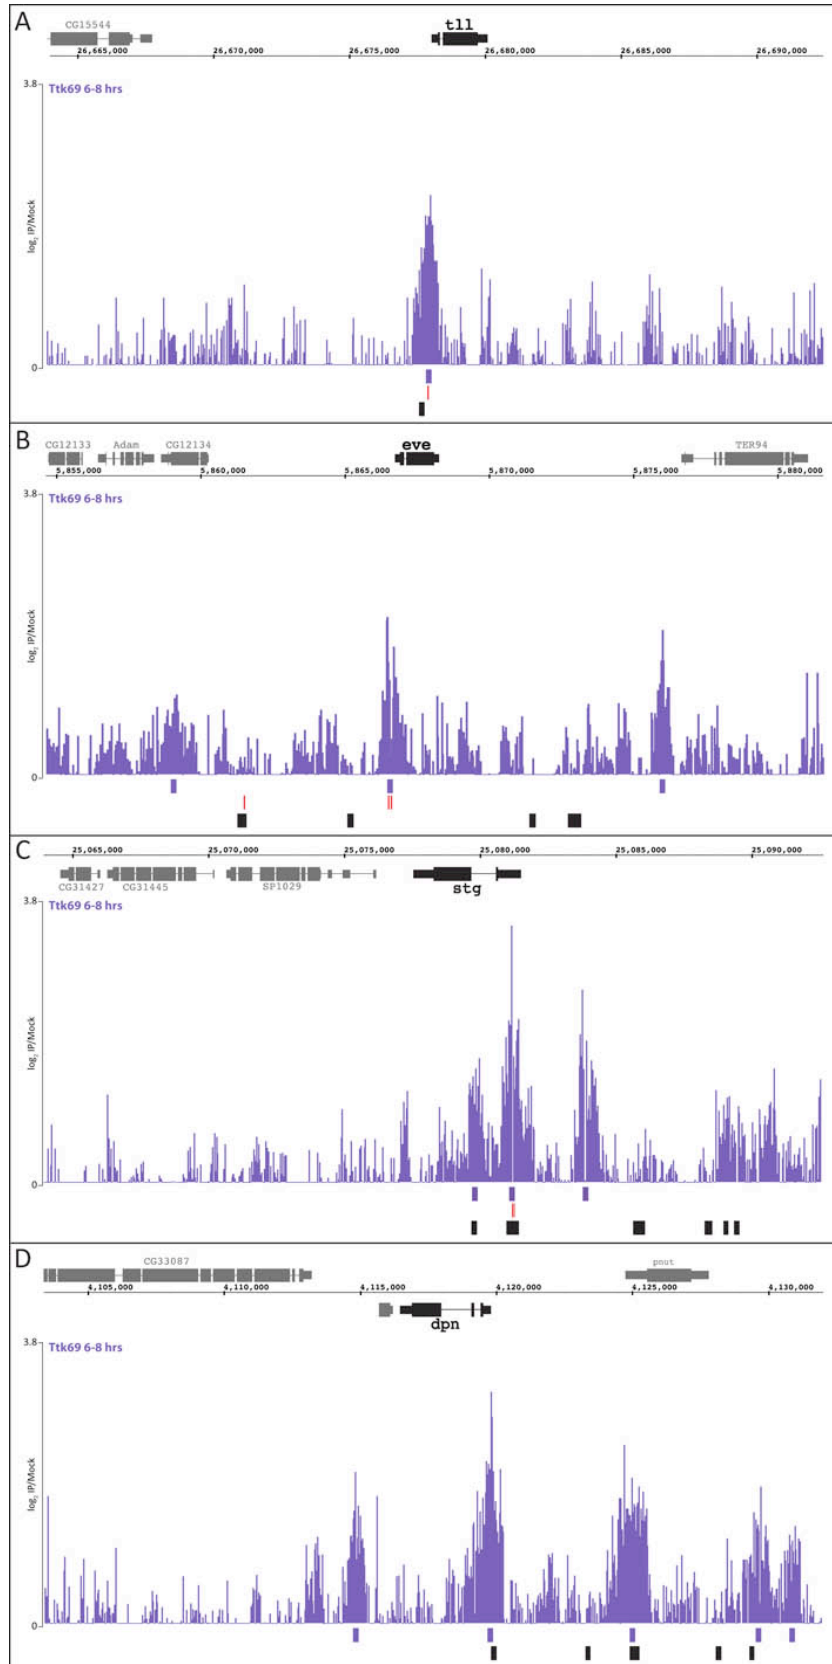 A
CG15544
tll
26,665,000 26,670,000 26,675,000 26,680,000 26,685,000 26,690,000
3.8
Ttk69 6-8 hrs
log2 IP/Mock
0
B
CG12133 Adam CG12134 eve TER94
5,855,000 5,860,000 5,865,000 5,870,000 5,875,000 5,880,000
3.8
Ttk69 6-8 hrs
log2 IP/Mock
0
C
25,065,000 25,070,000 25,075,000 25,080,000 25,085,000 25,090,000
CG31427 CG31445 SP1029 stg
3.8
Ttk69 6-8 hrs
log2 IP/Mock
0
D
CG33087 pnut
4,105,000 4,110,000 4,115,000 4,120,000 4,125,000 4,130,000
dpn
3.8
Ttk69 6-8 hrs
log2 IP/Mock
0